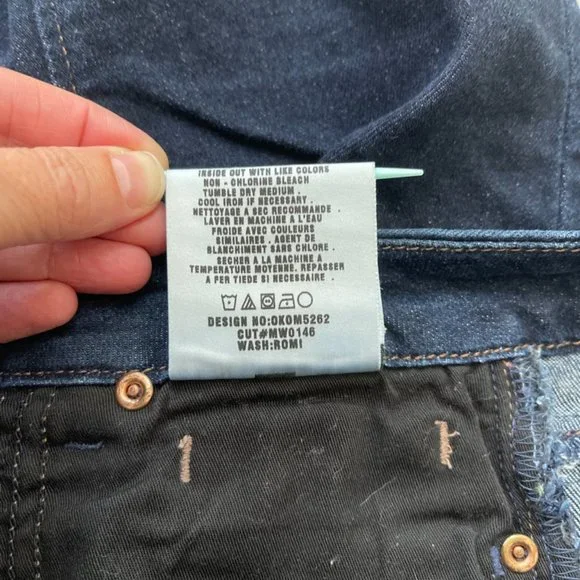 INSIDE OUT WITH LIKE COLORS
NON - CHLORINE BLEACH
TUMBLE DRY MEDIUM .
COOL IRON IF NECESSARY .
NETTOYAGE A SEC RECOMMANDE .
LAVER EN MACHINE A L'EAU
FROIDE AVEC COULEURS
SIMILAIRE . AGENT DE
BLANCHIMENT SANS CHLORE .
SECHER A LA MACHINE A
TEMPERATURE MOYENNE. REPASSER
A FER TIEDE SI NECESSAIRE .
DESIGN NO:OKOM5262
CUT#MW0146
WASH:ROMI